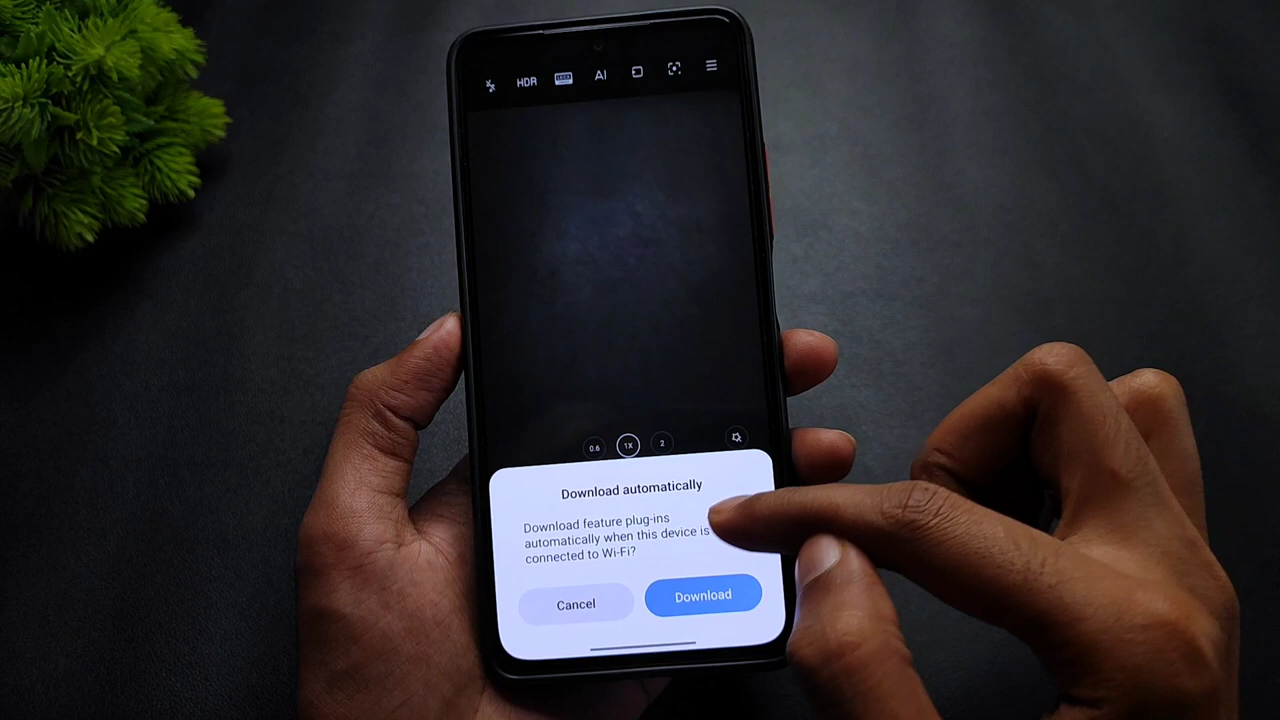 HDR
LEICA
AI
0.6 1X 2
Download automatically
Download feature plug-ins
automatically when this device is
connected to Wi-Fi?
Cancel Download